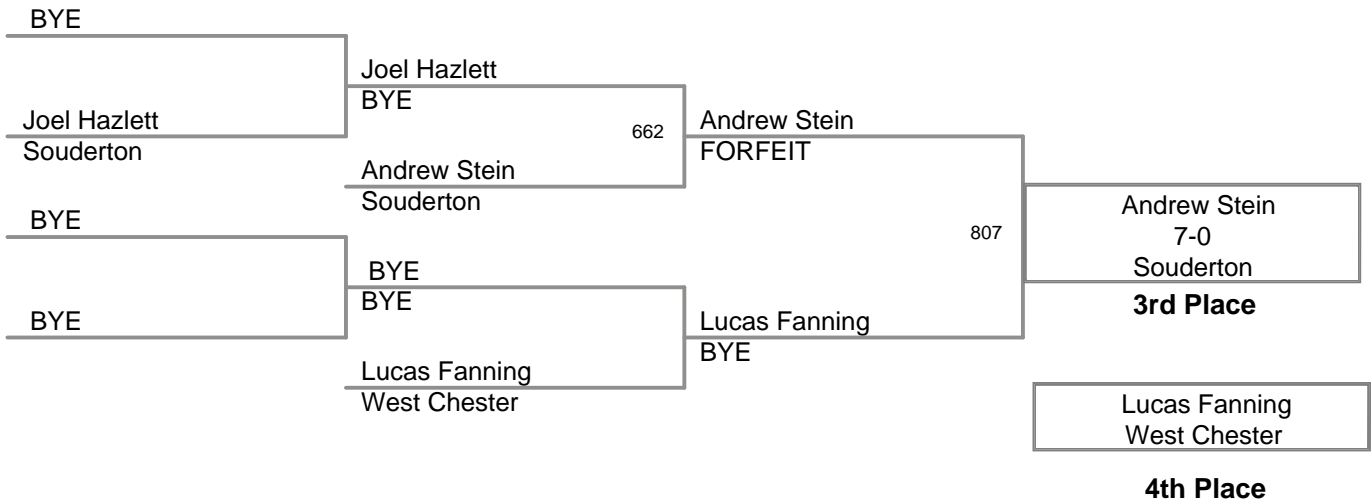 BYE
Joel Hazlett
BYE
Joel Hazlett
Souderton
662
Andrew Stein
FORFEIT
Andrew Stein
Souderton
BYE
807
Andrew Stein
7-0
Souderton
3rd Place
BYE
BYE
BYE
Lucas Fanning
BYE
Lucas Fanning
West Chester
Lucas Fanning
West Chester
4th Place